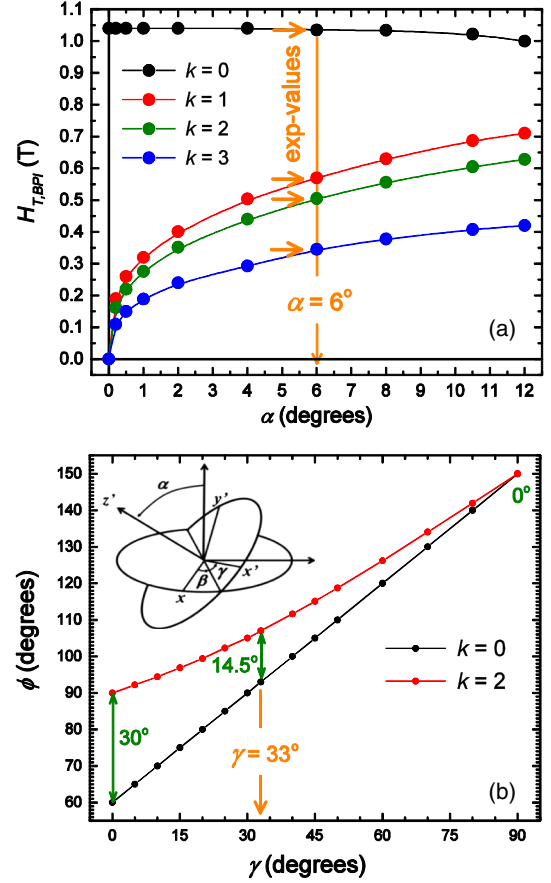 1.1
1.0
0.9
0.8
0.7
0.6
0.5
0.4
0.3
0.2
0.1
0.0
H_T,BPI (T)
k = 0
k = 1
k = 2
k = 3
exp-values
α = 6°
(a)
0 1 2 3 4 5 6 7 8 9 10 11 12
α (degrees)
150
140
130
120
110
100
90
80
70
60
ϕ (degrees)
α
z'
y'
x'
γ
β
x
0°
14.5°
30°
k = 0
k = 2
γ = 33°
(b)
0 15 30 45 60 75 90
γ (degrees)